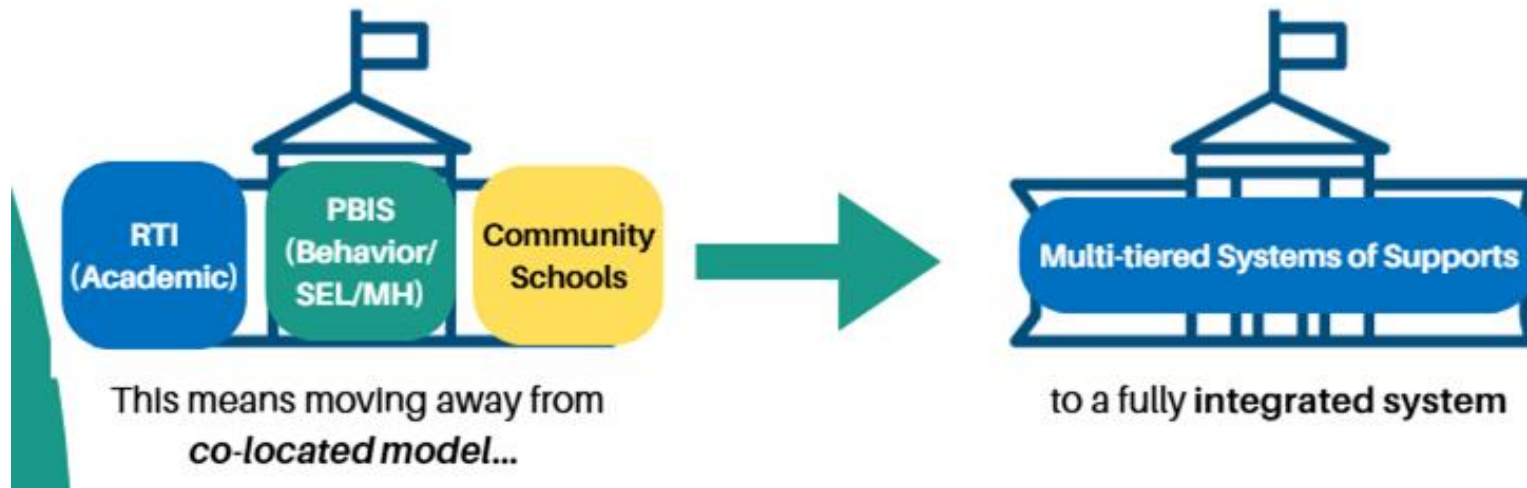 RTI
(Academic)
PBIS
(Behavior/
SEL/MH)
Community
Schools
This means moving away from
co-located model...
Multi-tiered Systems of Supports
to a fully integrated system